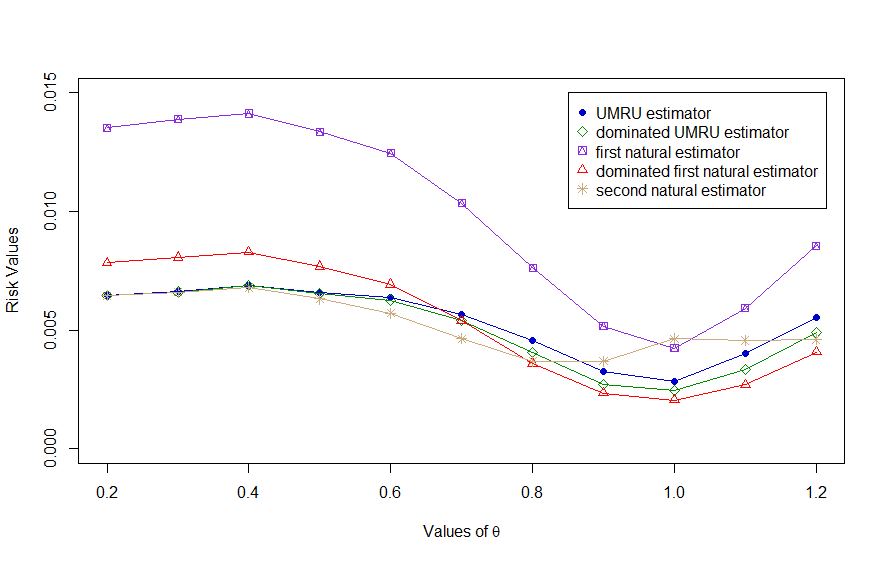 0.015
UMRU estimator
dominated UMRU estimator
first natural estimator
dominated first natural estimator
second natural estimator
0.010
0.005
0.000
Risk Values
0.2 0.4 0.6 0.8 1.0 1.2
Values of θ